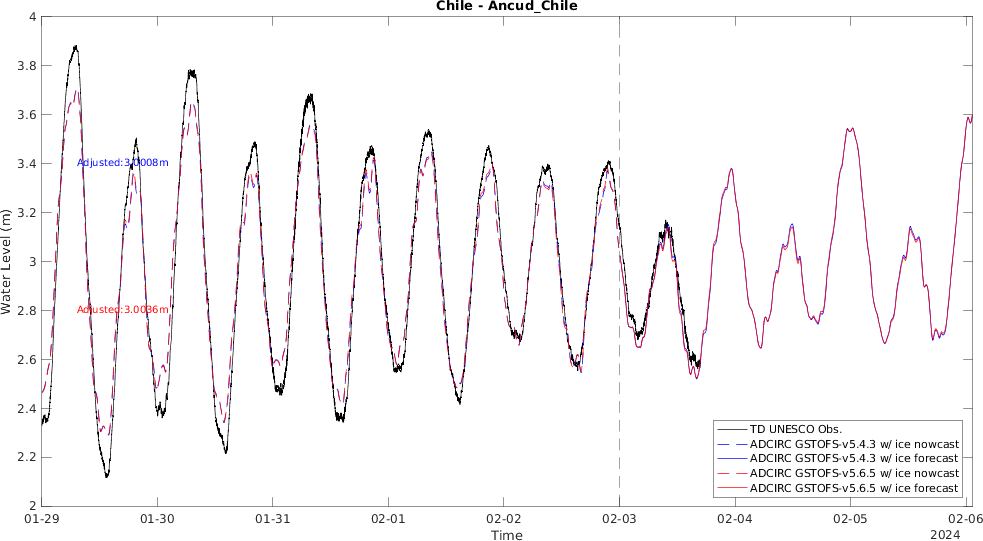 Chile - Ancud_Chile
Water Level (m)
4
3.8
3.6
3.4
3.2
3
2.8
2.6
2.4
2.2
2
Adjusted:3.0008m
Adjusted:3.0036m
TD UNESCO Obs.
ADCIRC GSTOFS-v5.4.3 w/ ice nowcast
ADCIRC GSTOFS-v5.4.3 w/ ice forecast
ADCIRC GSTOFS-v5.6.5 w/ ice nowcast
ADCIRC GSTOFS-v5.6.5 w/ ice forecast
01-29 01-30 01-31 02-01 02-02 02-03 02-04 02-05 02-06
Time
2024